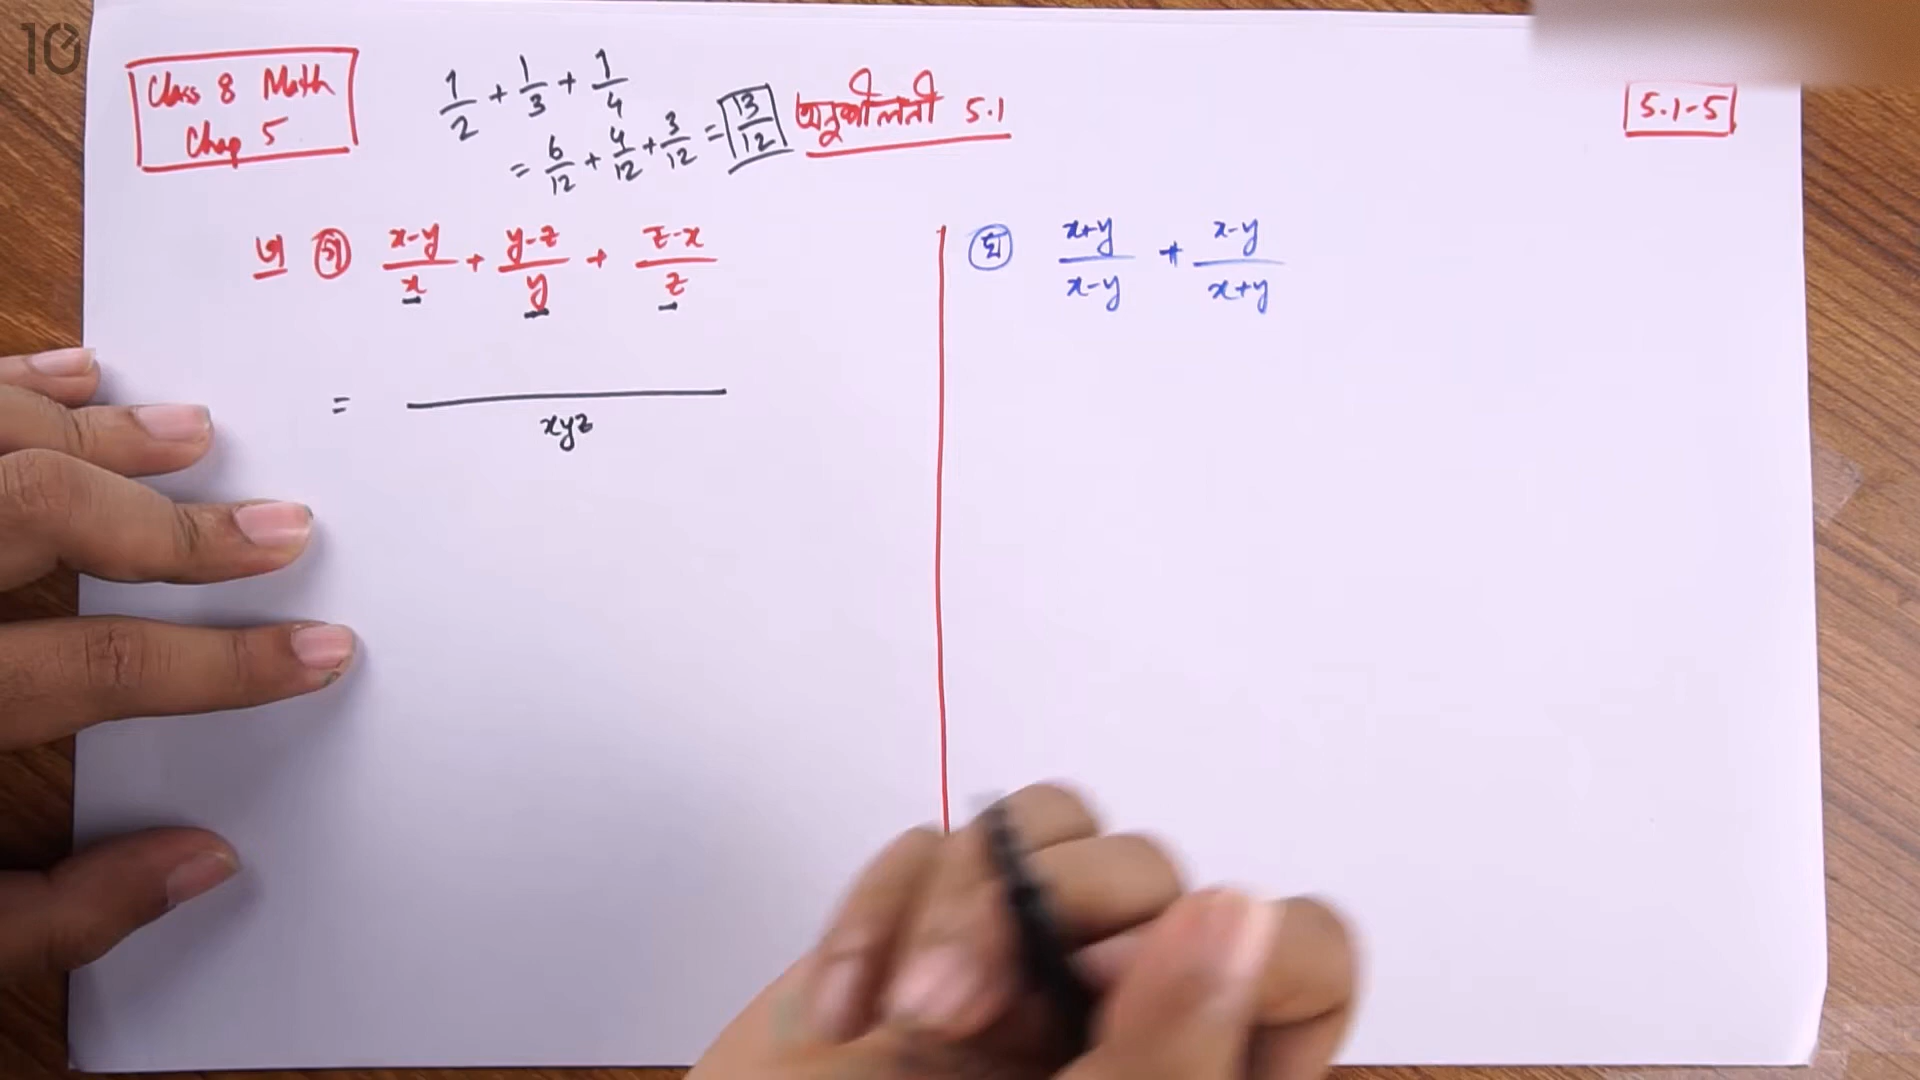 10
Class 8 Math
Chap 5
1/2 + 1/3 + 1/4
= 6/12 + 4/12 + 3/12 = 13/12
অনুশীলনী 5.1
5.1-5
(x-y)/x + (y-z)/y + (z-x)/z
= /xyz
ঘ (x+y)/(x-y) + (x-y)/(x+y)